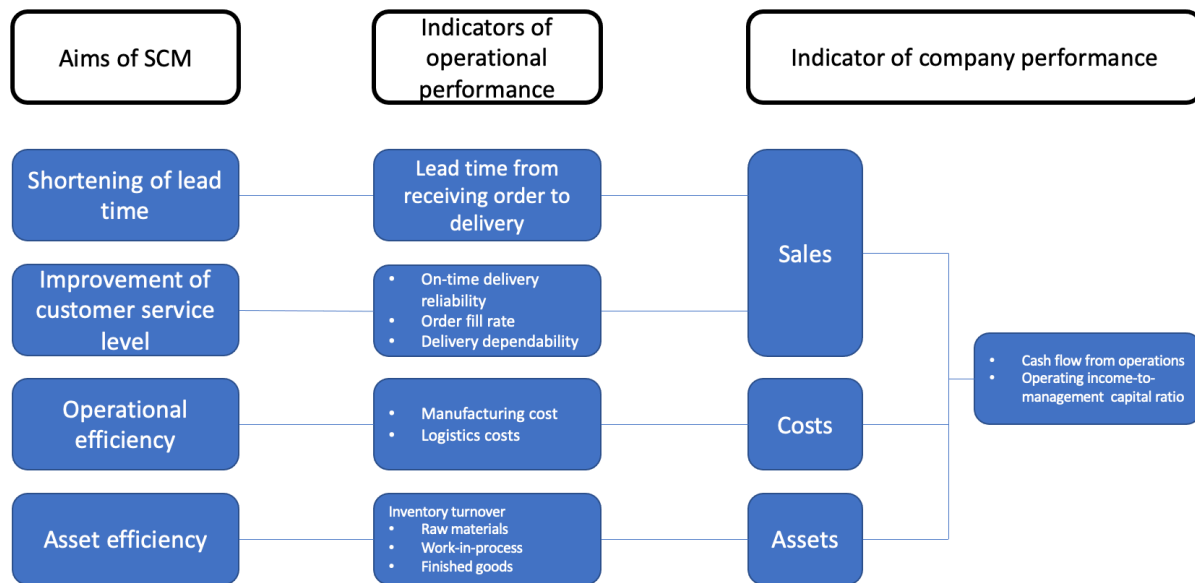 Aims of SCM
Indicators of
operational
performance
Indicator of company performance
Shortening of lead
time
Lead time from
receiving order to
delivery
Sales
Improvement of
customer service
level
• On-time delivery
reliability
• Order fill rate
• Delivery dependability
• Cash flow from operations
• Operating income-to-
management capital ratio
Operational
efficiency
• Manufacturing cost
• Logistics costs
Costs
Asset efficiency
Inventory turnover
• Raw materials
• Work-in-process
• Finished goods
Assets